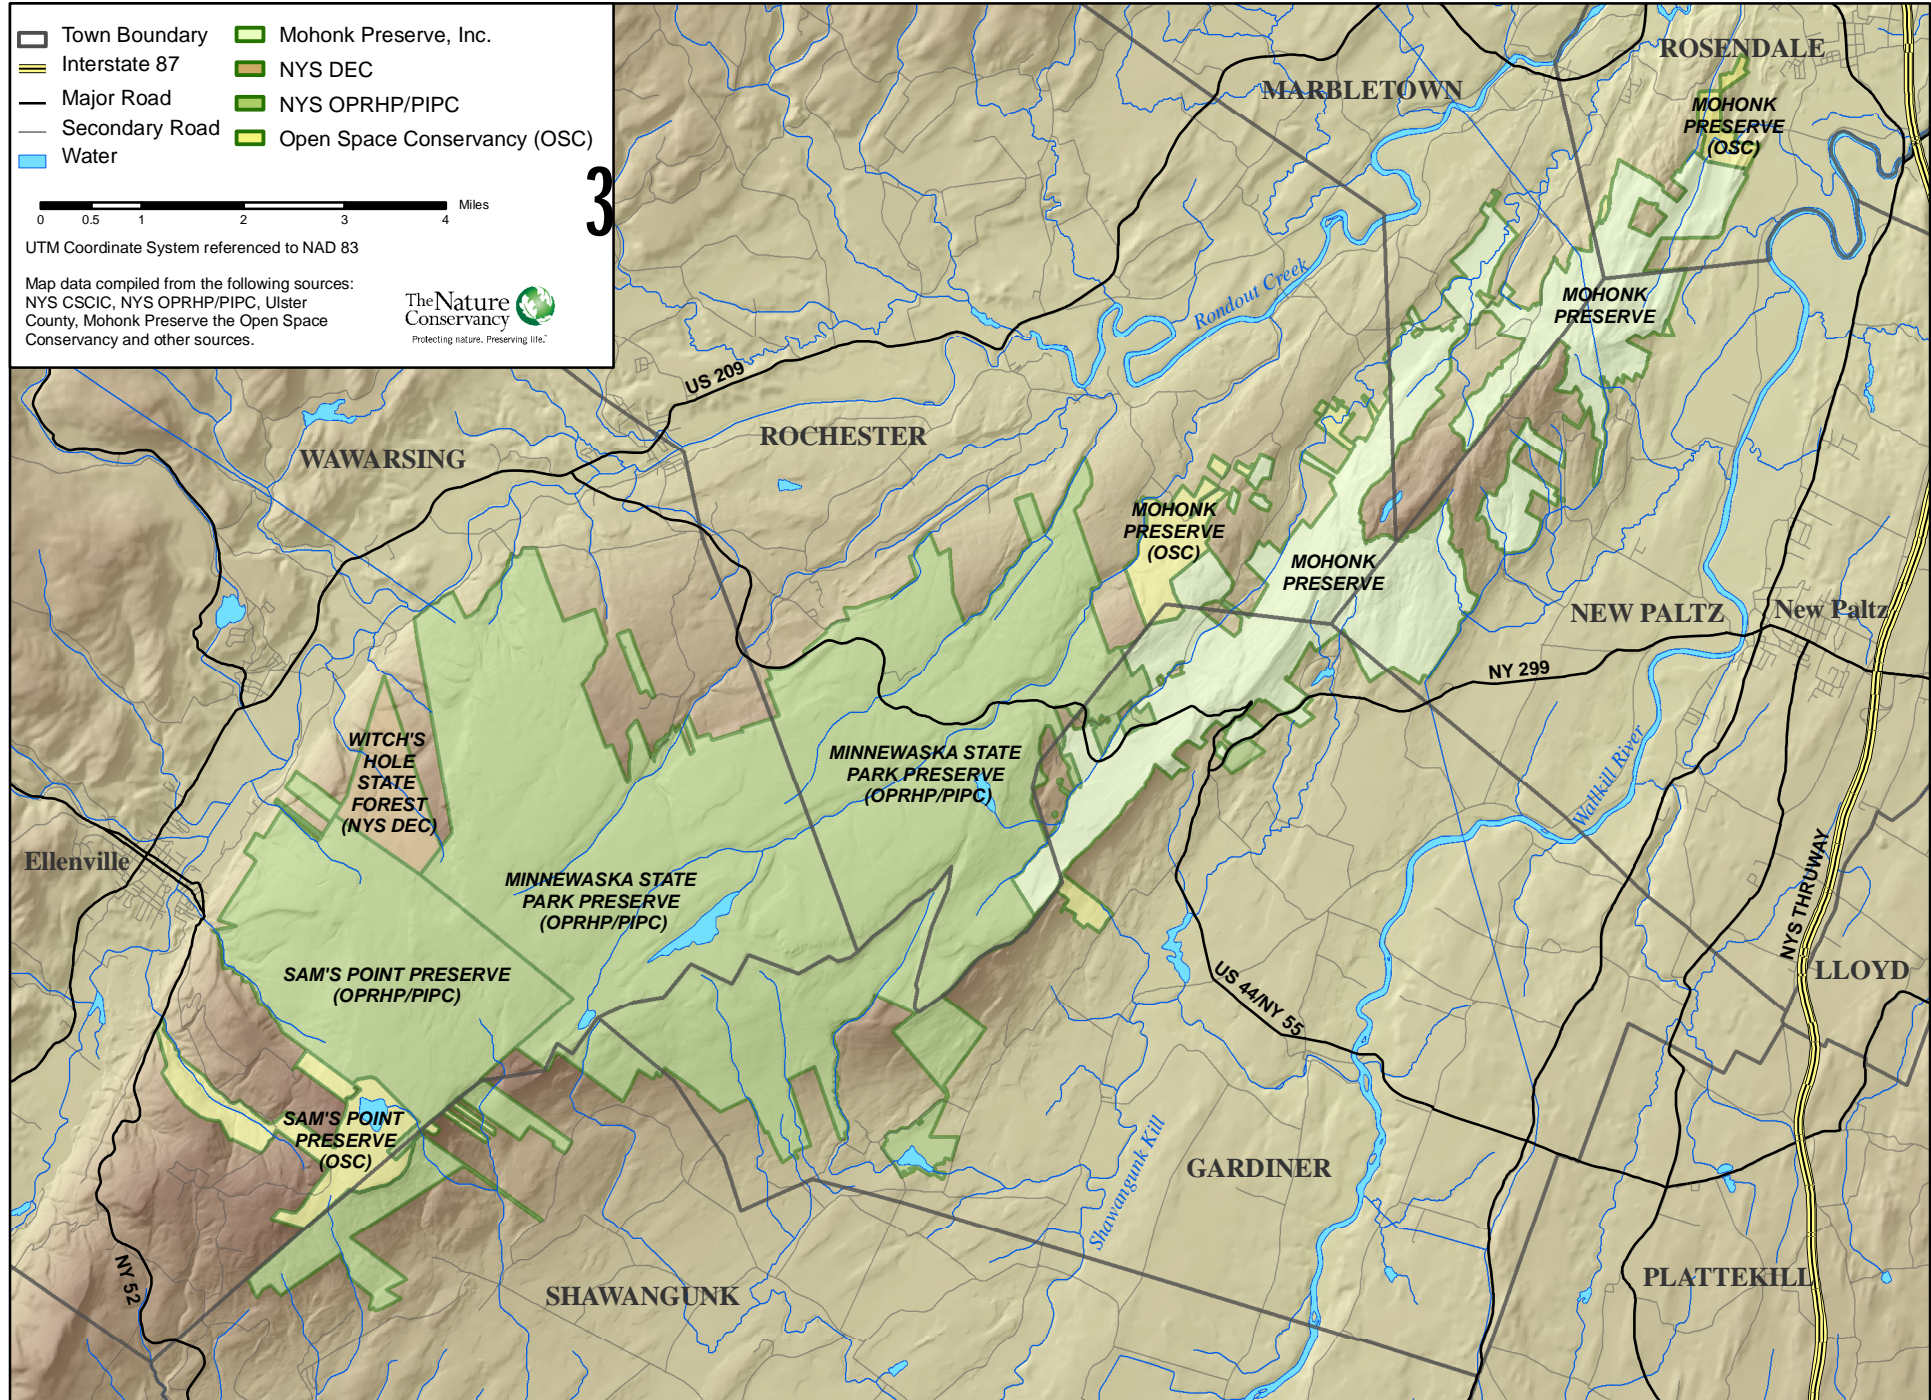 Town Boundary
Interstate 87
Major Road
Secondary Road
Water
Mohonk Preserve, Inc.
NYS DEC
NYS OPRHP/PIPC
Open Space Conservancy (OSC)
3
Miles
0 0.5 1 2 3 4
UTM Coordinate System referenced to NAD 83
Map data compiled from the following sources:
NYS CSCIC, NYS OPRHP/PIPC, Ulster
County, Mohonk Preserve the Open Space
Conservancy and other sources.
The Nature
Conservancy
Protecting nature. Preserving life.
ROSENDALE
MARBLETOWN
MOHONK
PRESERVE
(OSC)
Rondout Creek
MOHONK
PRESERVE
US 209
ROCHESTER
WAWARSING
MOHONK
PRESERVE
(OSC)
MOHONK
PRESERVE
NEW PALTZ
New Paltz
NY 299
WITCH'S
HOLE
STATE
FOREST
(NYS DEC)
MINNEWASKA STATE
PARK PRESERVE
(OPRHP/PIPC)
Wallkill River
Ellenville
MINNEWASKA STATE
PARK PRESERVE
(OPRHP/PIPC)
NYS THRUWAY
LLOYD
SAM'S POINT PRESERVE
(OPRHP/PIPC)
US 44/NY 55
SAM'S POINT
PRESERVE
(OSC)
Shawangunk Kill
GARDINER
NY 52
SHAWANGUNK
PLATTEKILL